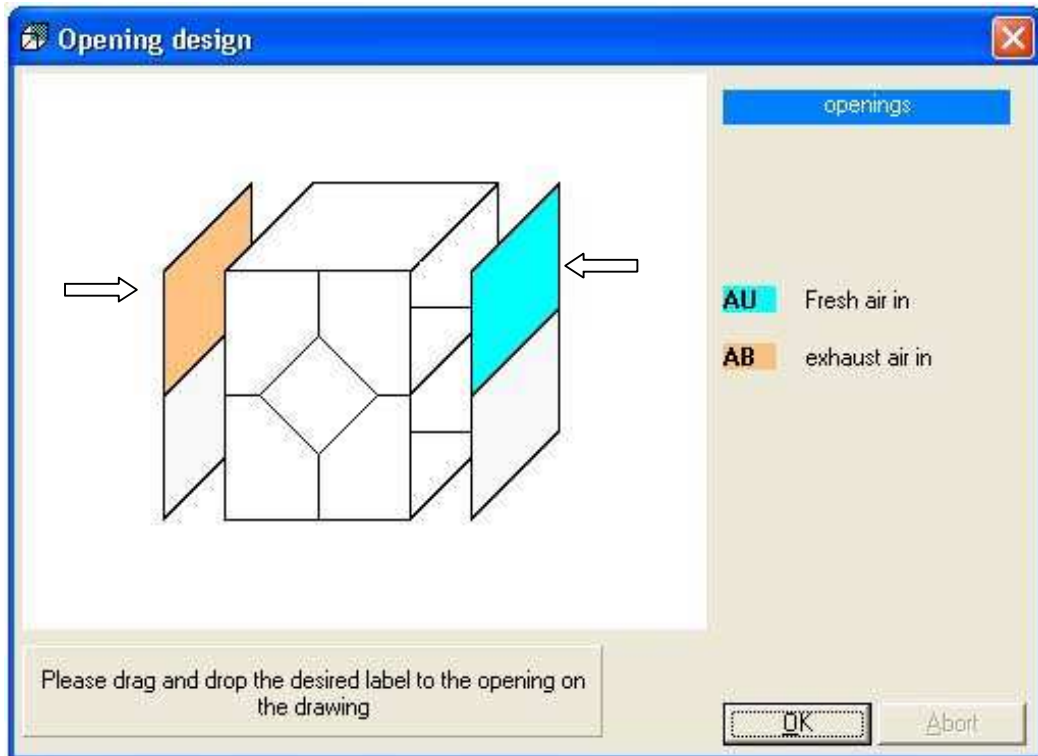 Opening design
openings
AU Fresh air in
AB exhaust air in
Please drag and drop the desired label to the opening on
the drawing
OK
Abort